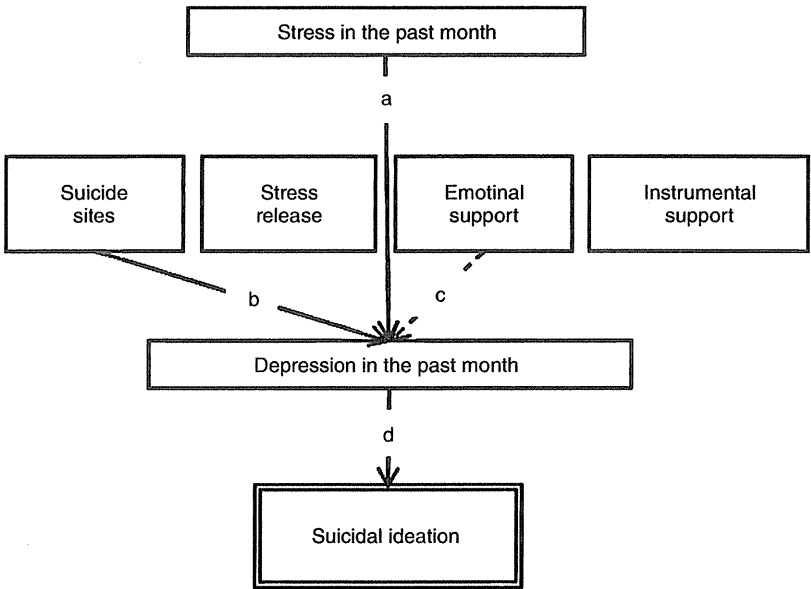 Stress in the past month
a
Suicide
sites
Stress
release
Emotinal
support
Instrumental
support
b
c
Depression in the past month
d
Suicidal ideation